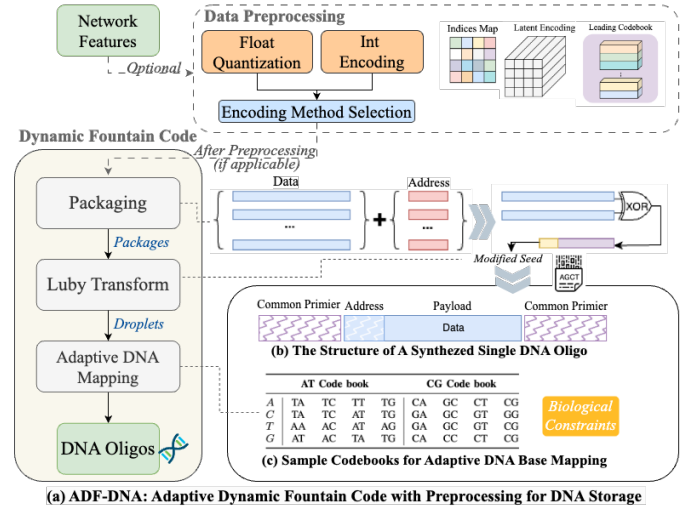 Network
Features
Optional
Data Preprocessing
Float
Quantization
Int
Encoding
Encoding Method Selection
Indices Map
Latent Encoding
Leading Codebook
Dynamic Fountain Code
After Preprocessing
(if applicable)
Packaging
Packages
Luby Transform
Droplets
Adaptive DNA
Mapping
DNA Oligos
Data
...
+
Address
...
XOR
Modified Seed
AGCT
Common Primier
Address
Payload
Common Primier
Data
(b) The Structure of A Synthezed Single DNA Oligo
AT Code book CG Code book
A TA TC TT TG CA GC CT CG
C TA TC AT TG GA GC GT GG
T AA AC AT AG GA GC GT CG
G AT AC TA TG CA CC CT CG
Biological
Constraints
(c) Sample Codebooks for Adaptive DNA Base Mapping
(a) ADF-DNA: Adaptive Dynamic Fountain Code with Preprocessing for DNA Storage